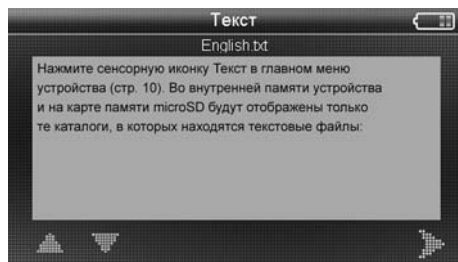 Текст
English.txt
Нажмите сенсорную иконку Текст в главном меню
устройства (стр. 10). Во внутренней памяти устройства
и на карте памяти microSD будут отображены только
те каталоги, в которых находятся текстовые файлы: